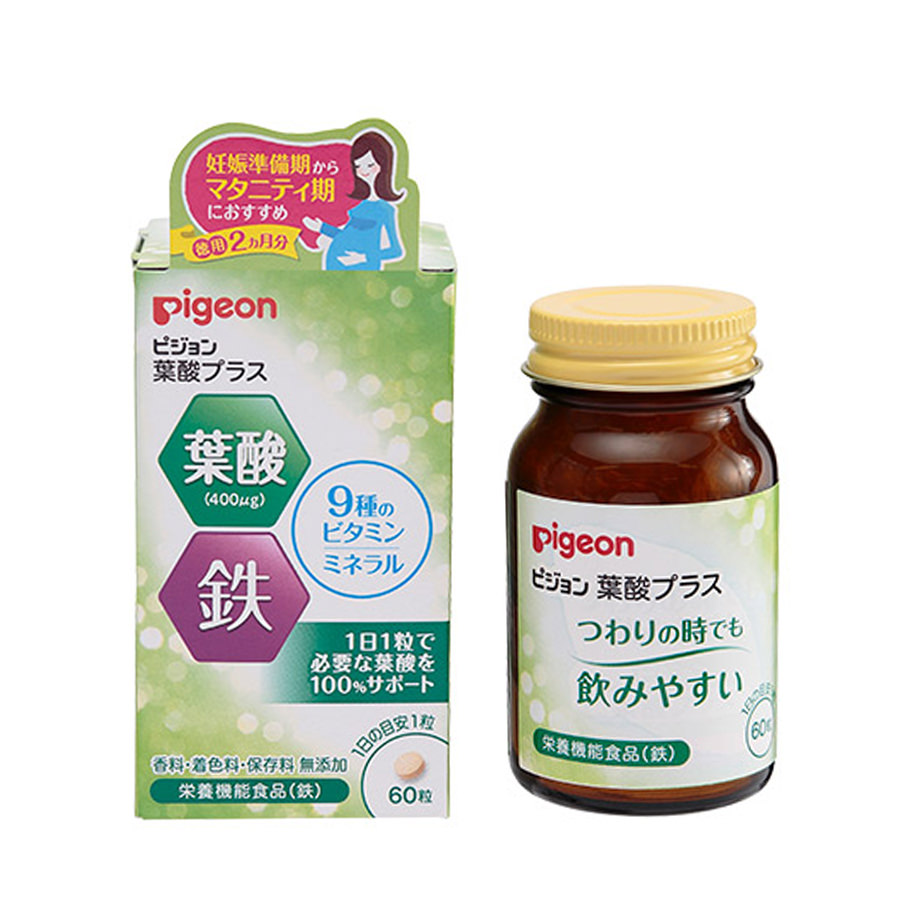 妊娠準備期から
マタニティ期
におすすめ
徳用2ヵ月分
Pigeon
ピジョン
葉酸プラス
葉酸
(400μg)
鉄
9種の
ビタミン
ミネラル
1日1粒で
必要な葉酸を
100%サポート
1日の目安1粒
60粒
香料・着色料・保存料 無添加
栄養機能食品(鉄)
Pigeon
ピジョン 葉酸プラス
つわりの時でも
飲みやすい
1日の目安
60粒
栄養機能食品(鉄)